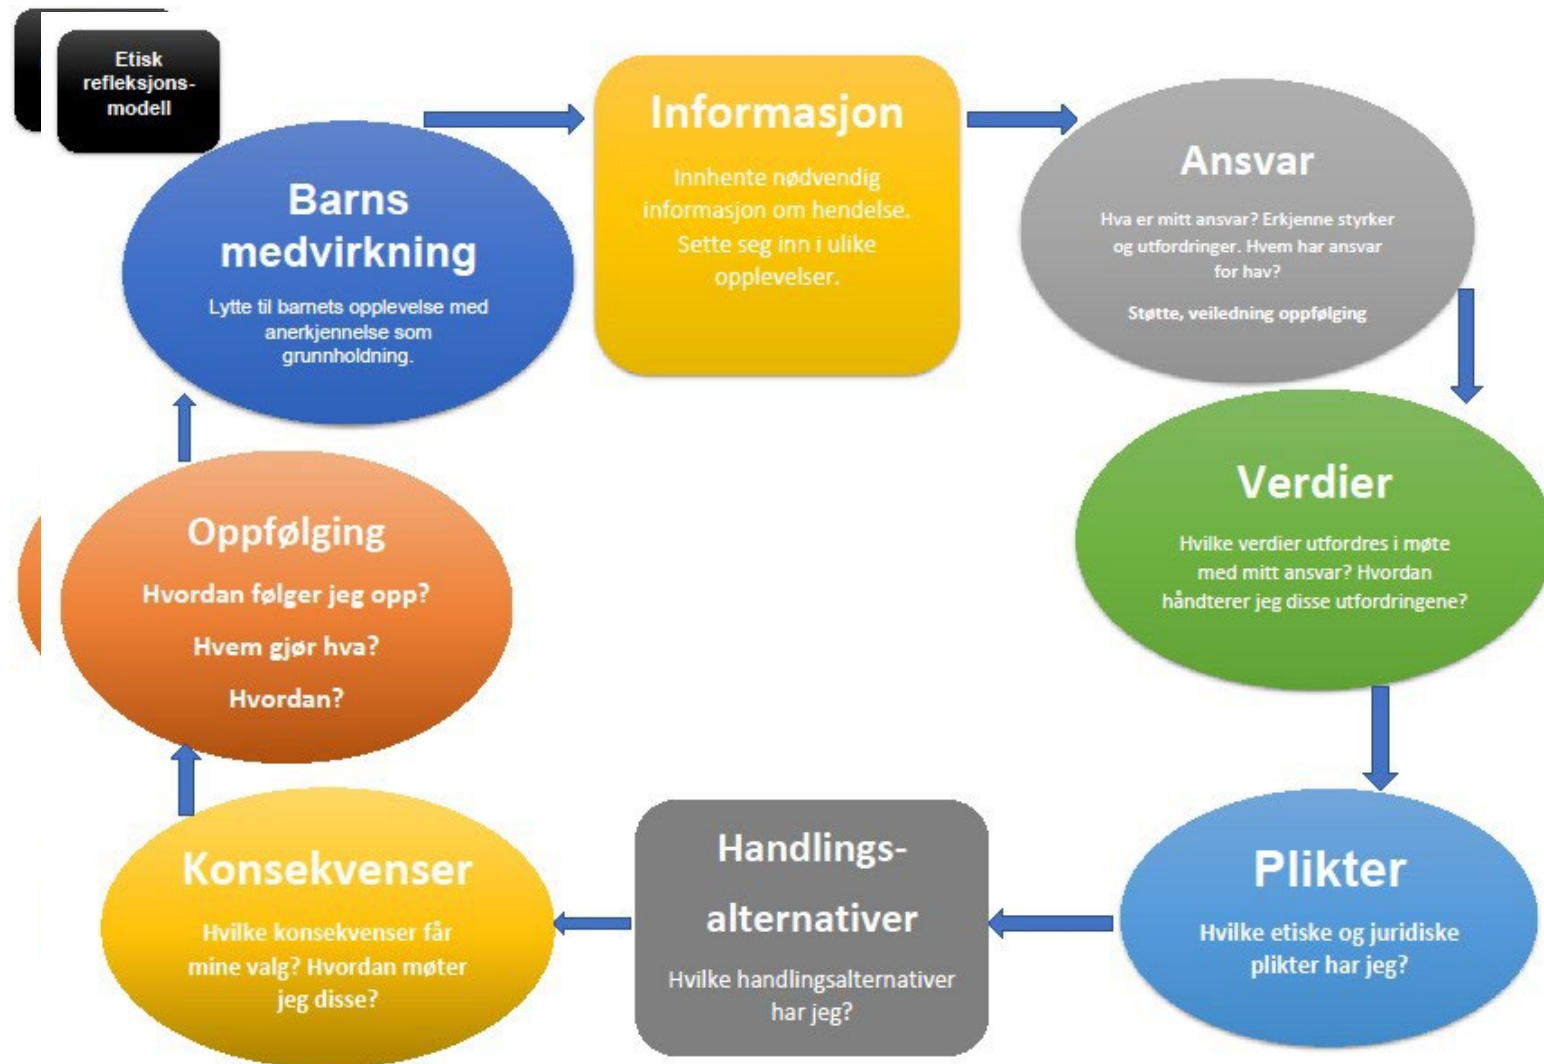 Etisk
refleksjons-
modell
Barns
medvirkning
Lytte til barnets opplevelse med
anerkjennelse som
grunnholdning.
Informasjon
Innhente nødvendig
informasjon om hendelse.
Sette seg inn i ulike
opplevelser.
Ansvar
Hva er mitt ansvar? Erkjenne styrker
og utfordringer. Hvem har ansvar
for hav?
Støtte, veiledning oppfølging
Verdier
Hvilke verdier utfordres i møte
med mitt ansvar? Hvordan
håndterer jeg disse utfordringene?
Plikter
Hvilke etiske og juridiske
plikter har jeg?
Handlings-
alternativer
Hvilke handlingsalternativer
har jeg?
Konsekvenser
Hvilke konsekvenser får
mine valg? Hvordan møter
jeg disse?
Oppfølging
Hvordan følger jeg opp?
Hvem gjør hva?
Hvordan?